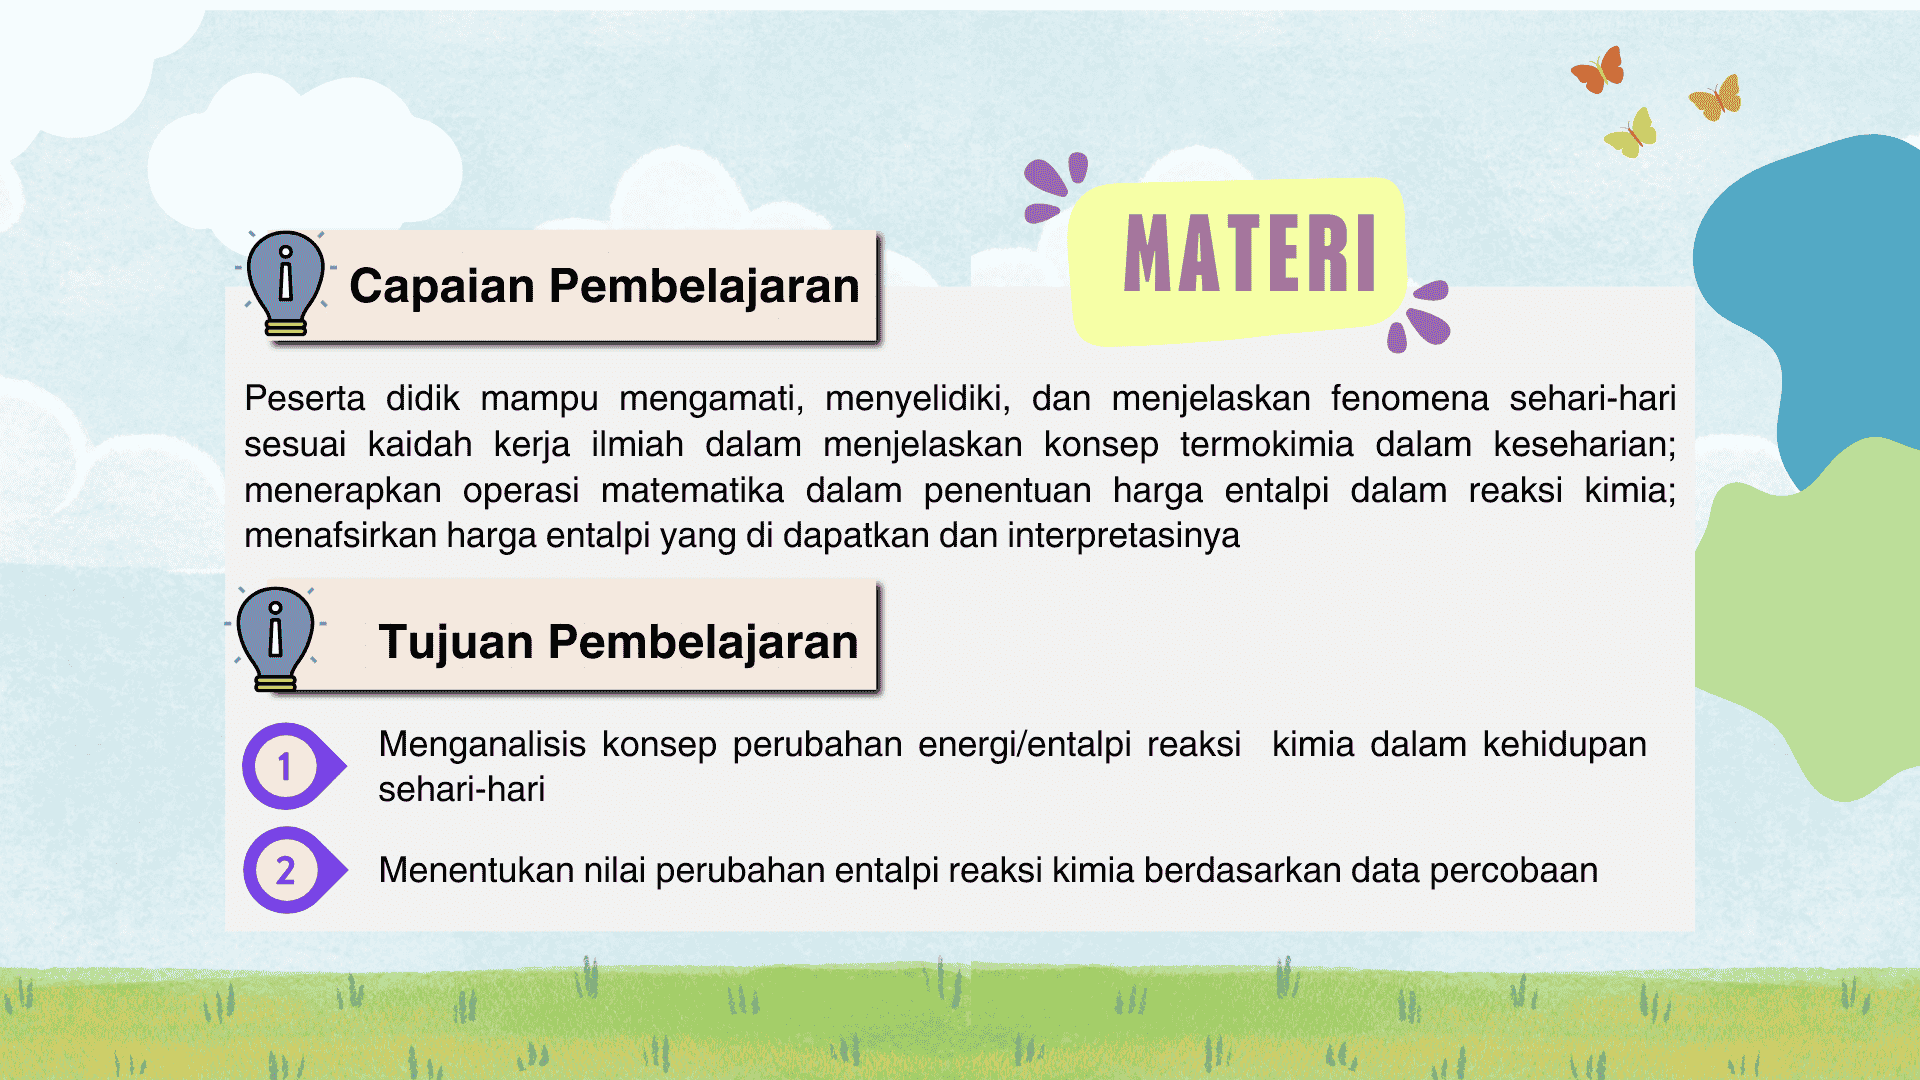 MATERI
Capaian Pembelajaran
Peserta didik mampu mengamati, menyelidiki, dan menjelaskan fenomena sehari-hari
sesuai kaidah kerja ilmiah dalam menjelaskan konsep termokimia dalam keseharian;
menerapkan operasi matematika dalam penentuan harga entalpi dalam reaksi kimia;
menafsirkan harga entalpi yang di dapatkan dan interpretasinya
Tujuan Pembelajaran
1
Menganalisis konsep perubahan energi/entalpi reaksi kimia dalam kehidupan
sehari-hari
2
Menentukan nilai perubahan entalpi reaksi kimia berdasarkan data percobaan